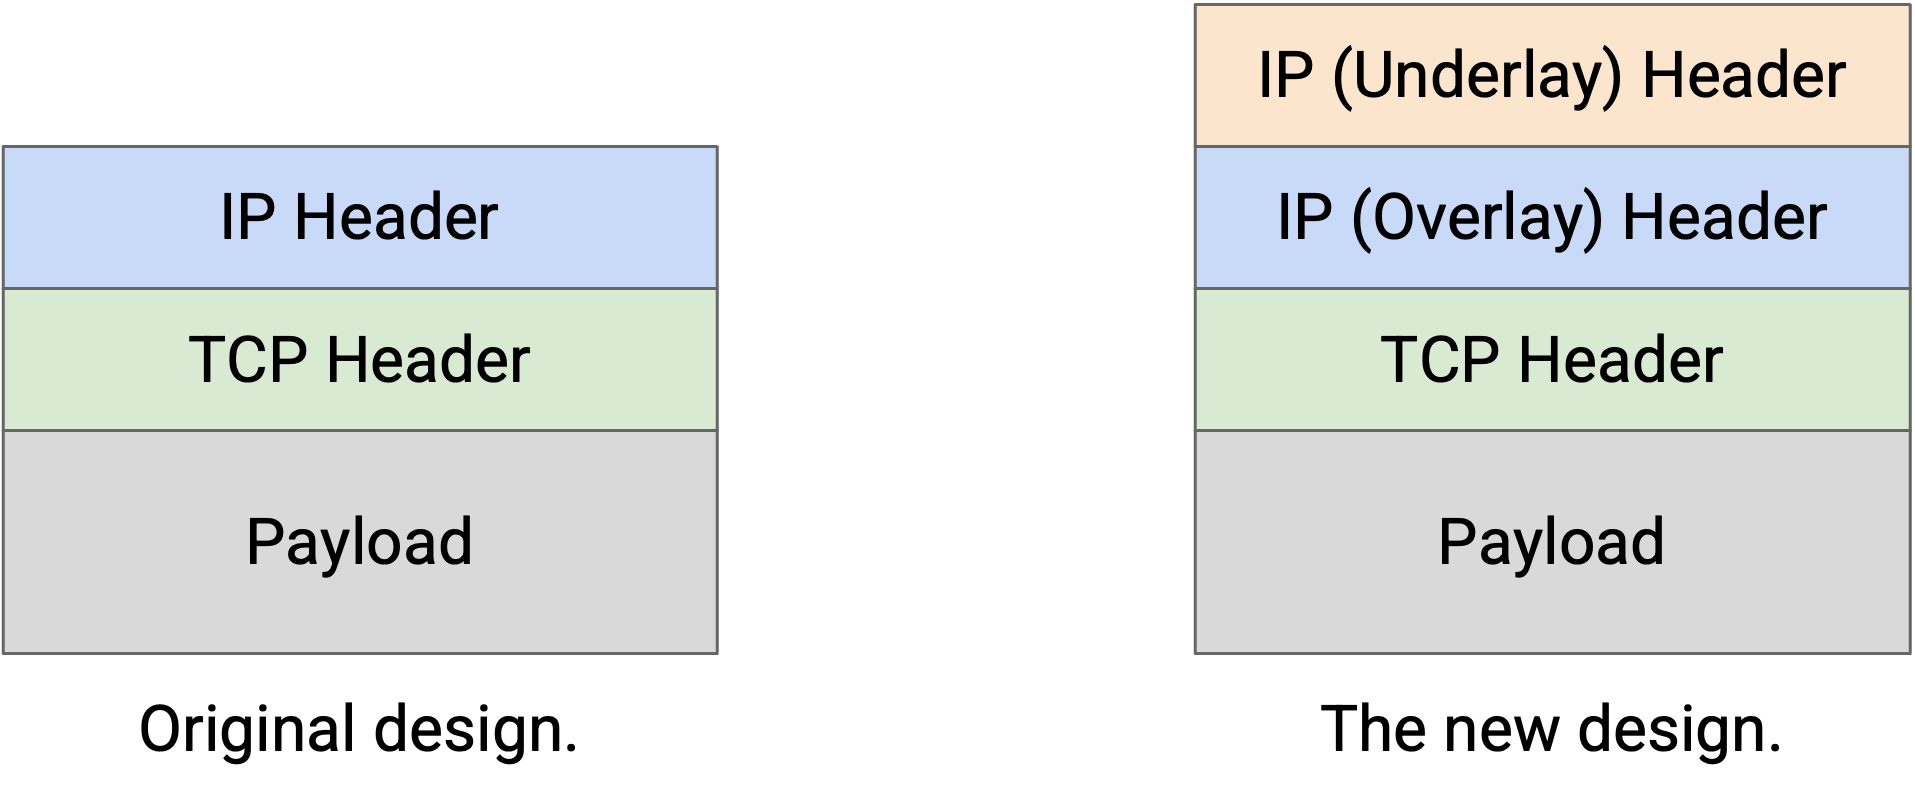 IP Header
TCP Header
Payload
Original design.
IP (Underlay) Header
IP (Overlay) Header
TCP Header
Payload
The new design.